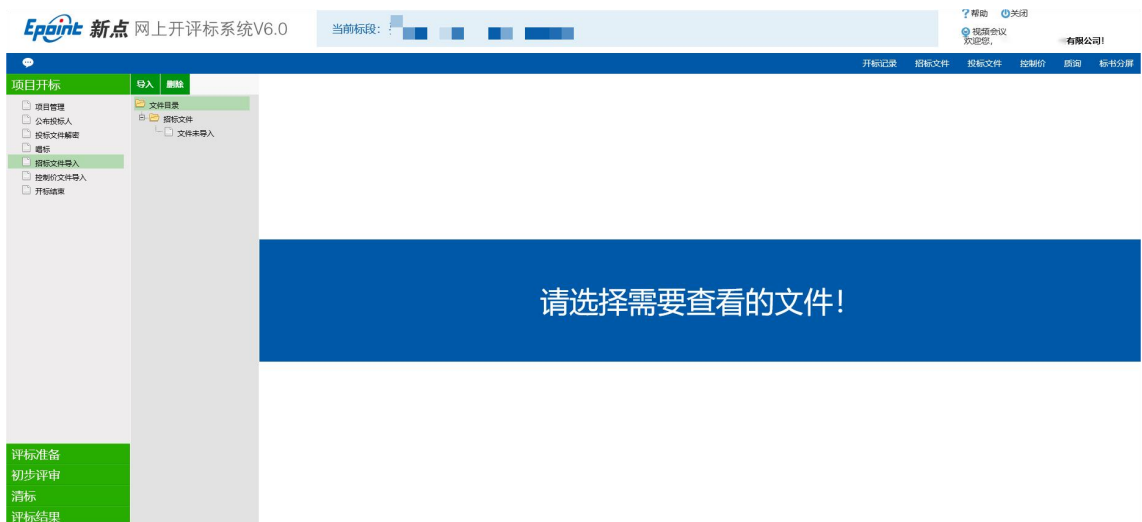 ?帮助 关闭
Epoint 新点 网上开评标系统V6.0 当前标段：
视频会议
欢迎您， 有限公司!
开标记录 招标文件 投标文件 控制价 质询 标书分屏
项目开标 导入 删除
项目管理
公布投标人
投标文件解密
唱标
招标文件导入
控制价文件导入
开标结束
文件目录
招标文件
文件未导入
请选择需要查看的文件!
评标准备
初步评审
清标
评标结果